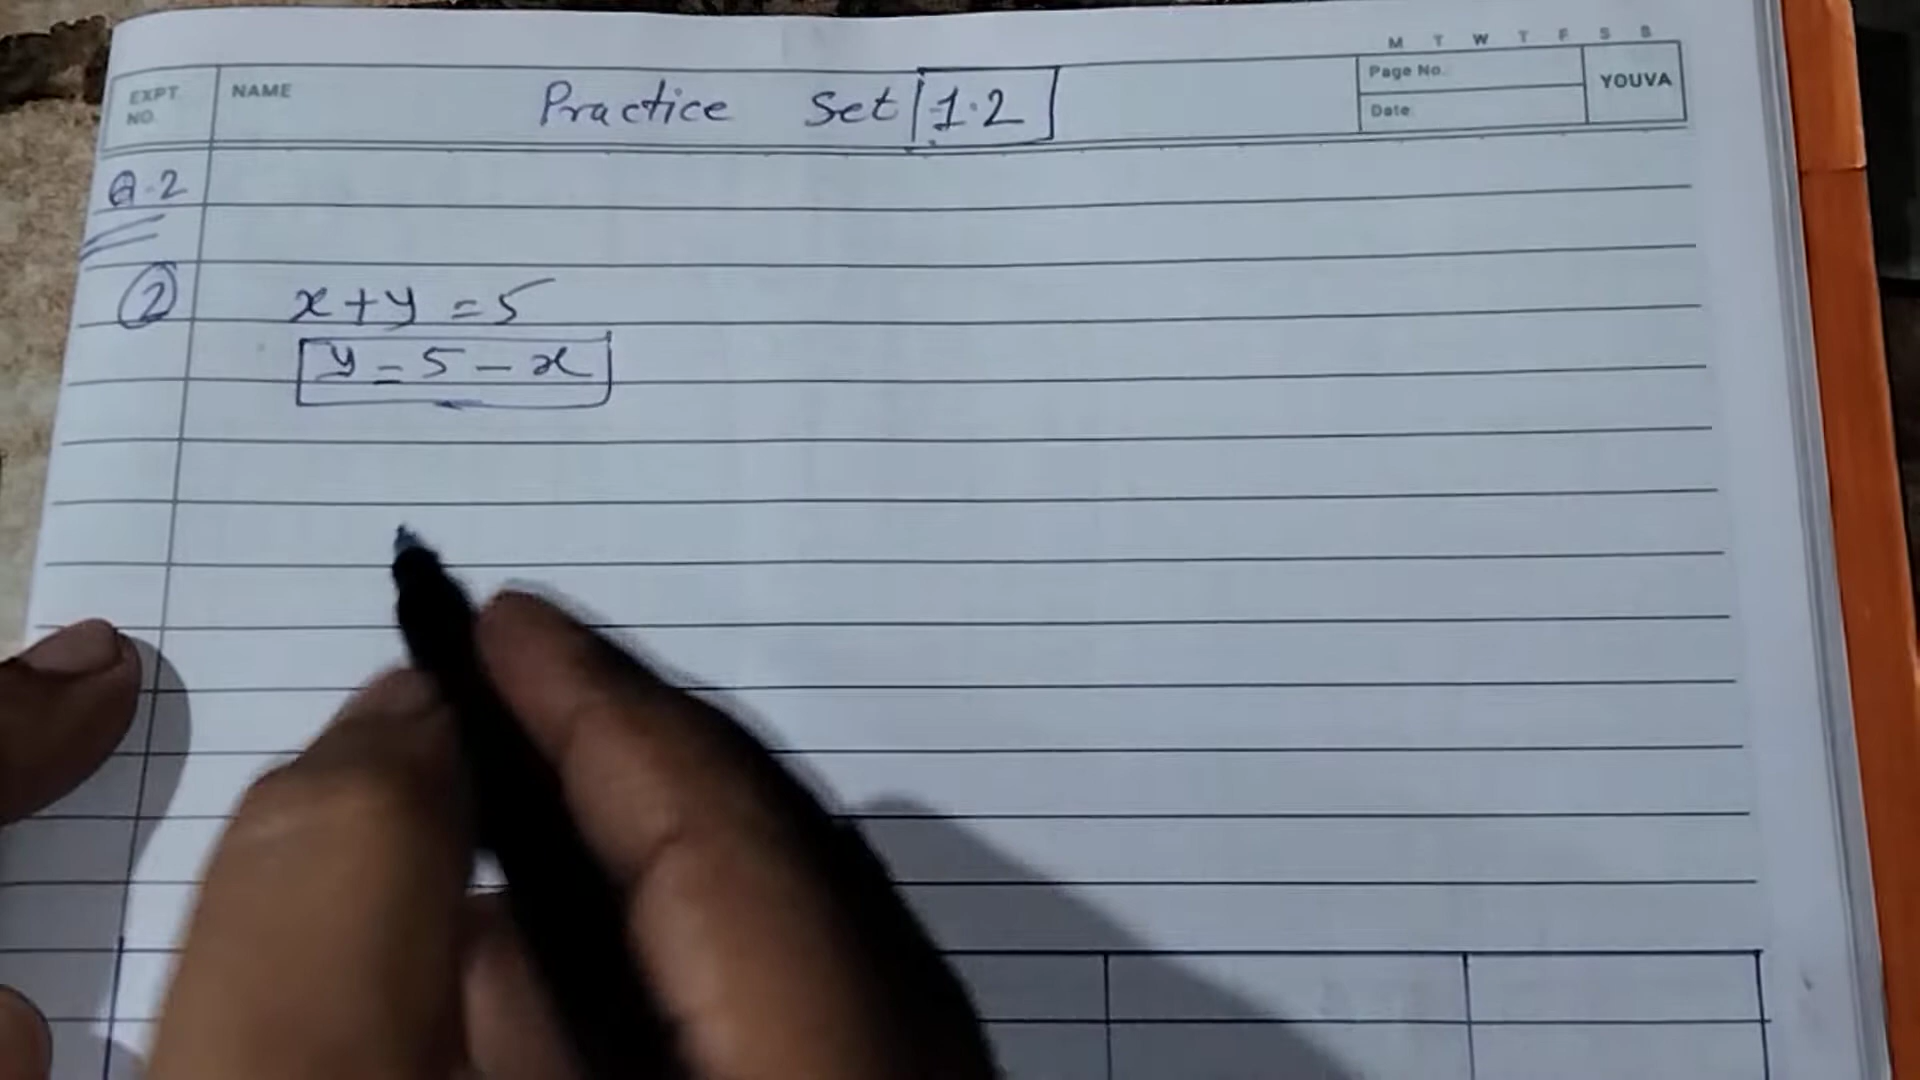 M T W T F S S
EXPT NO. NAME Practice Set 1.2 Page No. YOUVA
Date
Q.2
2 x+y=5
y=5-x